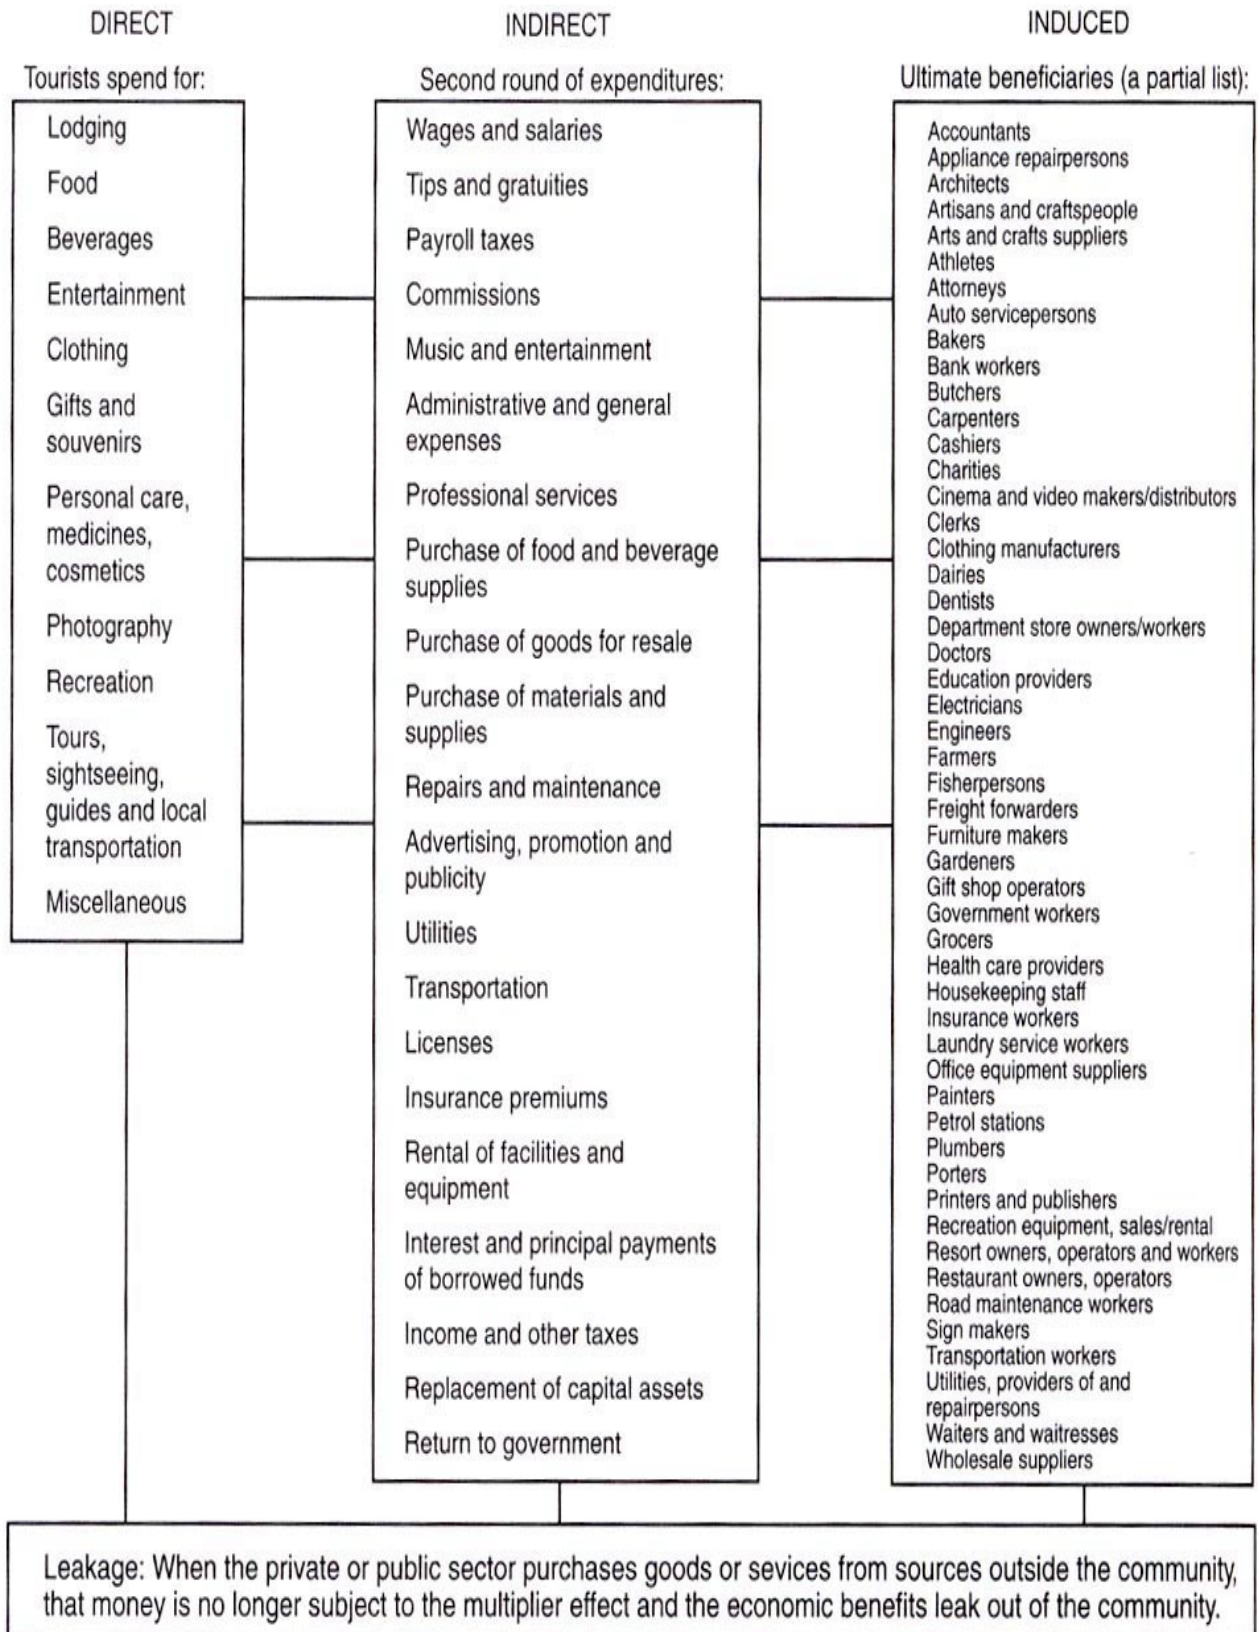 DIRECT
Tourists spend for:
Lodging
Food
Beverages
Entertainment
Clothing
Gifts and
souvenirs
Personal care,
medicines,
cosmetics
Photography
Recreation
Tours,
sightseeing,
guides and local
transportation
Miscellaneous
INDIRECT
Second round of expenditures:
Wages and salaries
Tips and gratuities
Payroll taxes
Commissions
Music and entertainment
Administrative and general
expenses
Professional services
Purchase of food and beverage
supplies
Purchase of goods for resale
Purchase of materials and
supplies
Repairs and maintenance
Advertising, promotion and
publicity
Utilities
Transportation
Licenses
Insurance premiums
Rental of facilities and
equipment
Interest and principal payments
of borrowed funds
Income and other taxes
Replacement of capital assets
Return to government
INDUCED
Ultimate beneficiaries (a partial list):
Accountants
Appliance repairpersons
Architects
Artisans and craftspeople
Arts and crafts suppliers
Athletes
Attorneys
Auto servicepersons
Bakers
Bank workers
Butchers
Carpenters
Cashiers
Charities
Cinema and video makers/distributors
Clerks
Clothing manufacturers
Dairies
Dentists
Department store owners/workers
Doctors
Education providers
Electricians
Engineers
Farmers
Fisherpersons
Freight forwarders
Furniture makers
Gardeners
Gift shop operators
Government workers
Grocers
Health care providers
Housekeeping staff
Insurance workers
Laundry service workers
Office equipment suppliers
Painters
Petrol stations
Plumbers
Porters
Printers and publishers
Recreation equipment, sales/rental
Resort owners, operators and workers
Restaurant owners, operators
Road maintenance workers
Sign makers
Transportation workers
Utilities, providers of and
repairpersons
Waiters and waitresses
Wholesale suppliers
Leakage: When the private or public sector purchases goods or sevices from sources outside the community,
that money is no longer subject to the multiplier effect and the economic benefits leak out of the community.